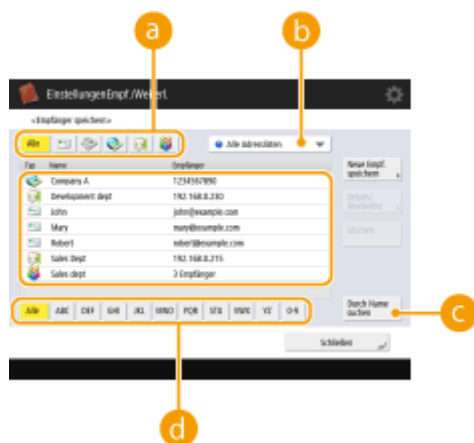 a
b
Einstellungen Empf./Weiterl.
<Empfänger speichern>
Alle
Alle Adresslisten
Typ Name Empfänger
Neue Empf. speichern
Company A 1234567890
Details/ Bearbeiten
Development dept 192.168.0.230
John john@example.com
Löschen
Mary mary@example.com
Robert robert@example.com
Sales Dept 192.168.0.215
Sales dept 3 Empfänger
Alle ABC DEF GHI JKL MNO PQR STU VWX YZ 0-9
Durch Name suchen
c
Schließen
d